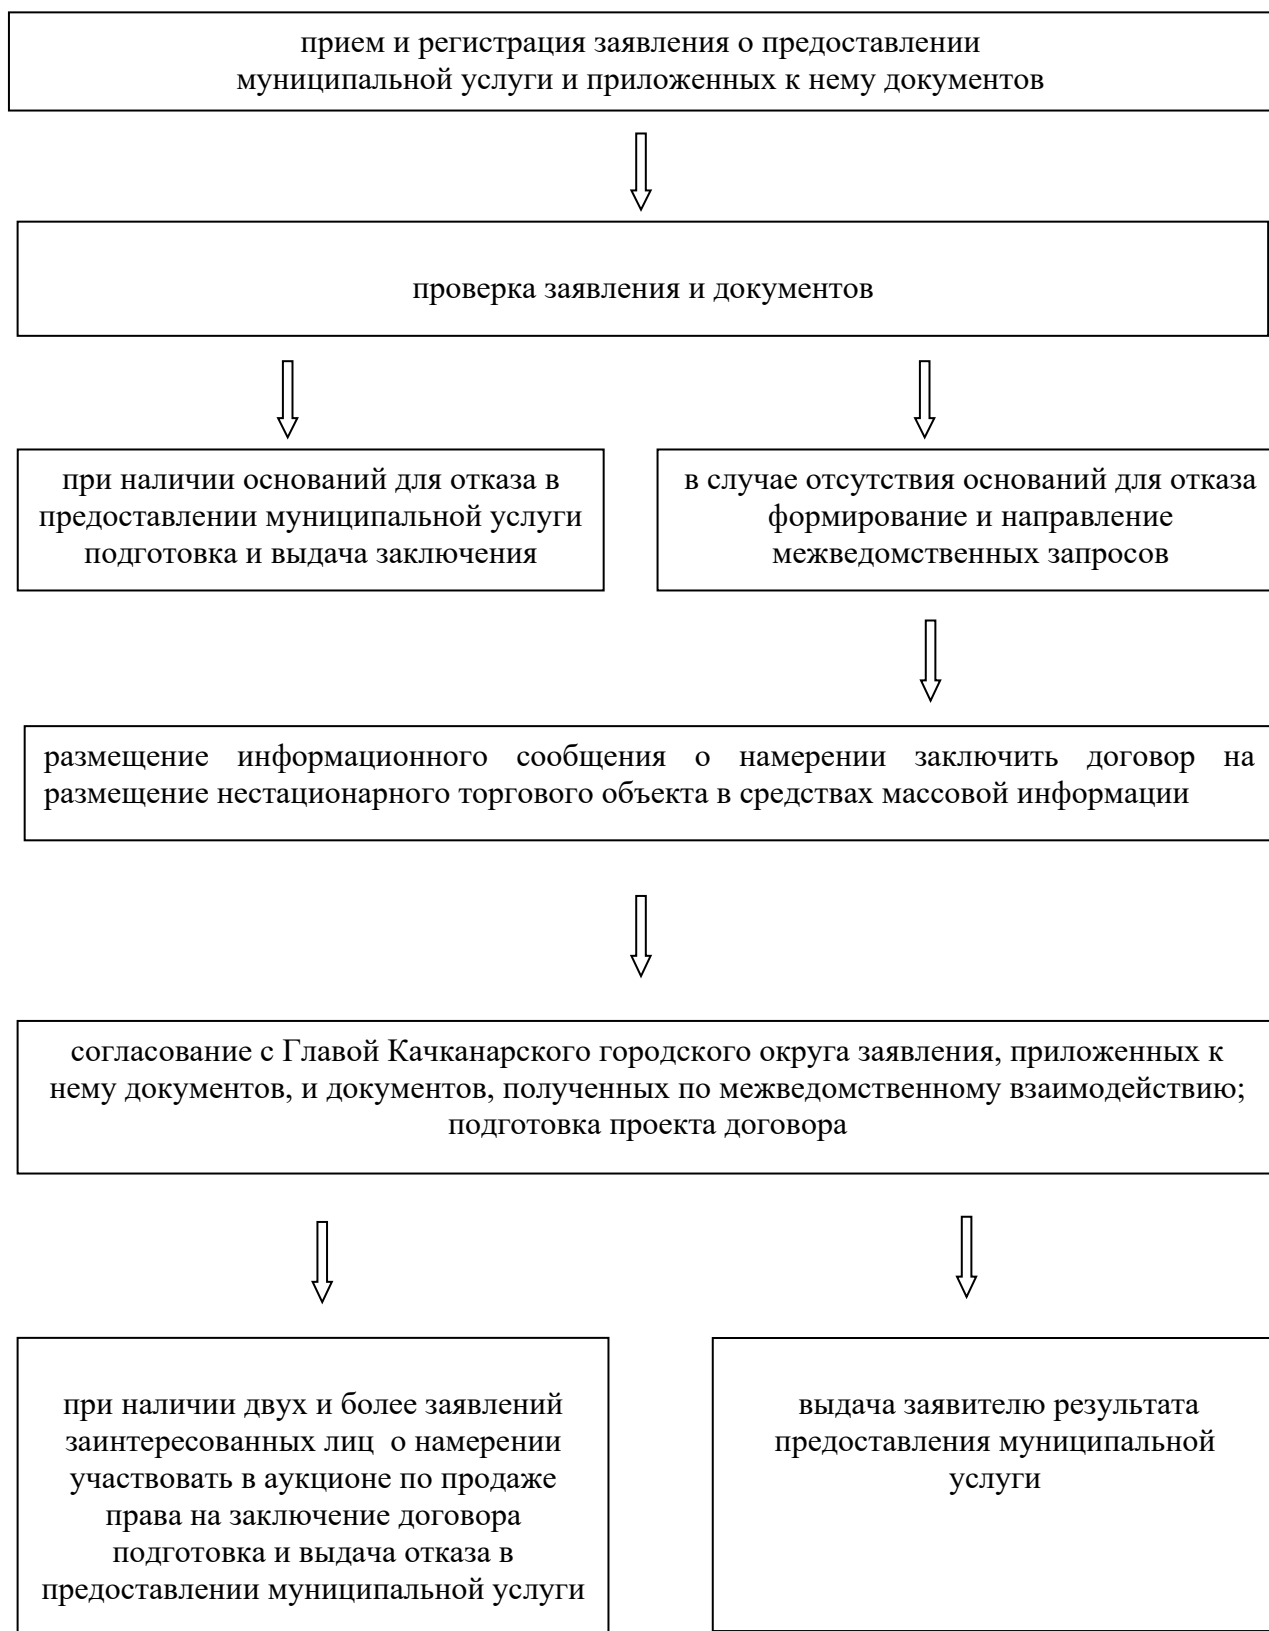 прием и регистрация заявления о предоставлении
муниципальной услуги и приложенных к нему документов
проверка заявления и документов
при наличии оснований для отказа в
предоставлении муниципальной услуги
подготовка и выдача заключения
в случае отсутствия оснований для отказа
формирование и направление
межведомственных запросов
размещение информационного сообщения о намерении заключить договор на
размещение нестационарного торгового объекта в средствах массовой информации
согласование с Главой Качканарского городского округа заявления, приложенных к
нему документов, и документов, полученных по межведомственному взаимодействию;
подготовка проекта договора
при наличии двух и более заявлений
заинтересованных лиц о намерении
участвовать в аукционе по продаже
права на заключение договора
подготовка и выдача отказа в
предоставлении муниципальной услуги
выдача заявителю результата
предоставления муниципальной
услуги